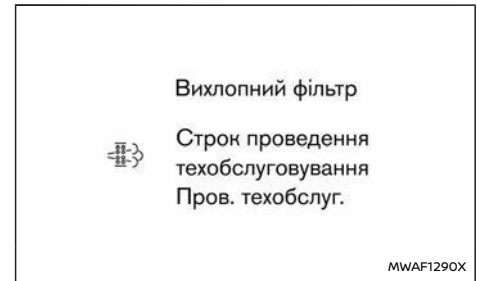 Вихлопний фільтр
Строк проведення
техобслуговування
Пров. техобслуг.
MWAF1290X